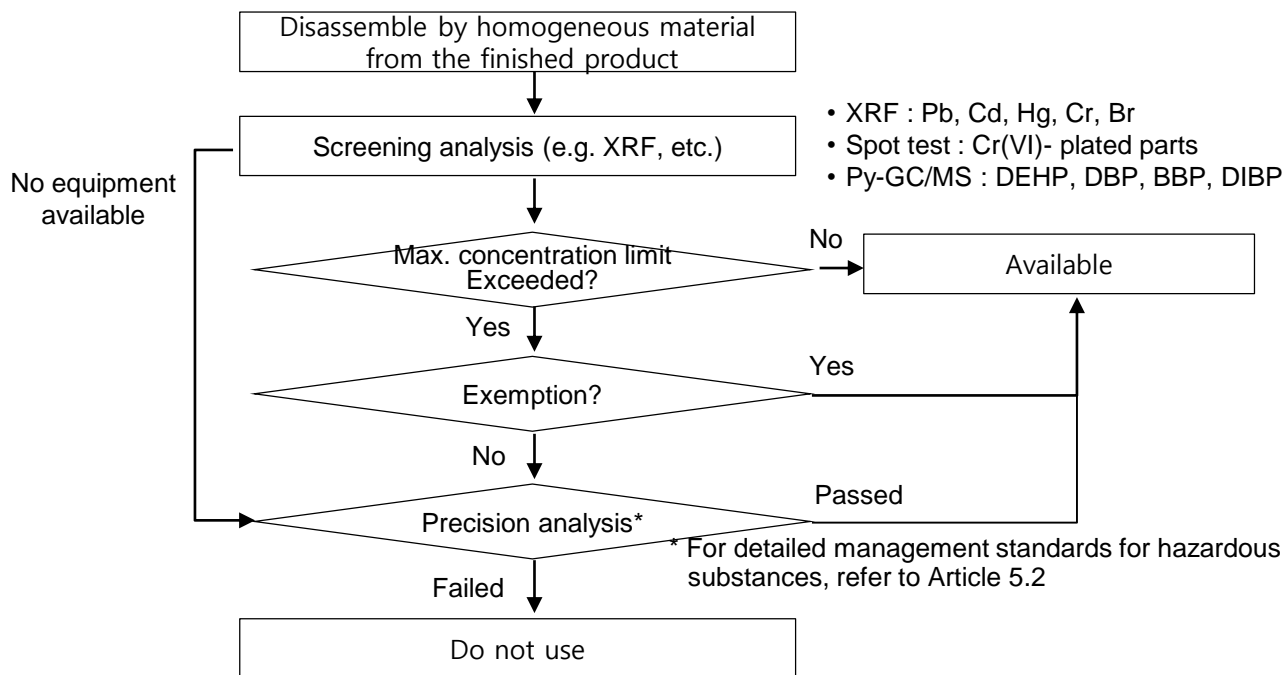 Disassemble by homogeneous material
from the finished product
Screening analysis (e.g. XRF, etc.)
• XRF : Pb, Cd, Hg, Cr, Br
• Spot test : Cr(VI)- plated parts
• Py-GC/MS : DEHP, DBP, BBP, DIBP
No equipment
available
Max. concentration limit
Exceeded?
No
Available
Yes
Exemption?
Yes
No
Precision analysis*
Passed
* For detailed management standards for hazardous
substances, refer to Article 5.2
Failed
Do not use